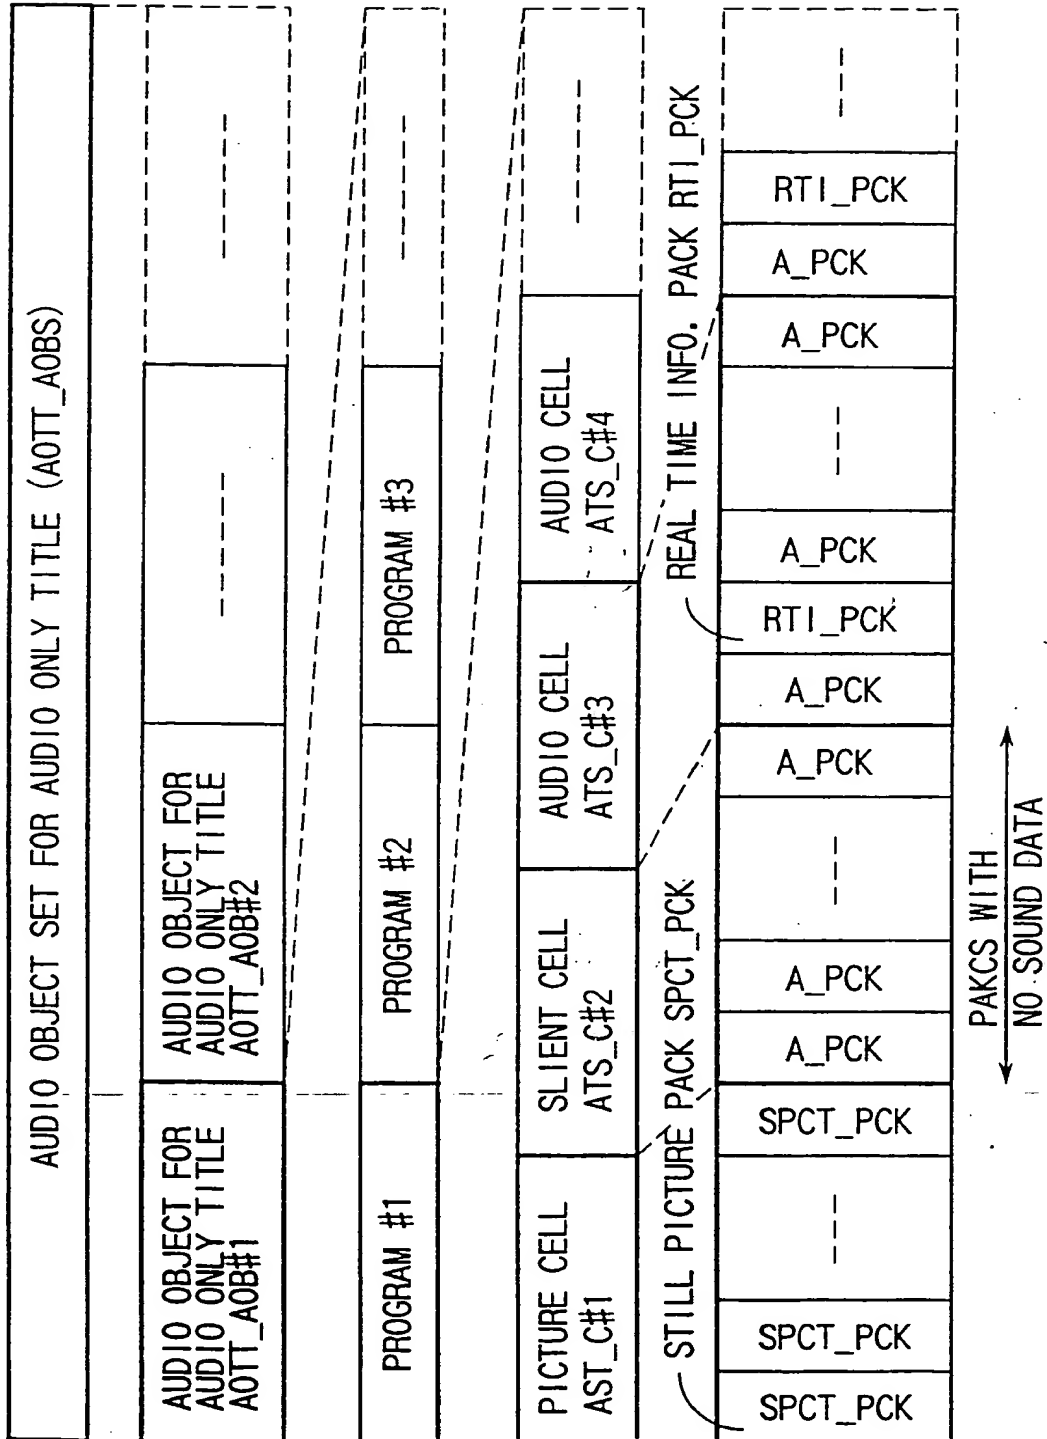 AUDIO OBJECT SET FOR AUDIO ONLY TITLE (AOTT_AOBS)
AUDIO OBJECT FOR
AUDIO ONLY TITLE
AOTT_AOB#1
AUDIO OBJECT FOR
AUDIO ONLY TITLE
AOTT_AOB#2
PROGRAM #1
PROGRAM #2
PROGRAM #3
PICTURE CELL
AST_C#1
SLIENT CELL
ATS_C#2
AUDIO CELL
ATS_C#3
AUDIO CELL
ATS_C#4
STILL PICTURE PACK SPCT_PCK
REAL TIME INFO. PACK RTI_PCK
SPCT_PCK
SPCT_PCK
SPCT_PCK
A_PCK
A_PCK
A_PCK
A_PCK
RTI_PCK
A_PCK
A_PCK
A_PCK
RTI_PCK
PAKCS WITH
NO SOUND DATA